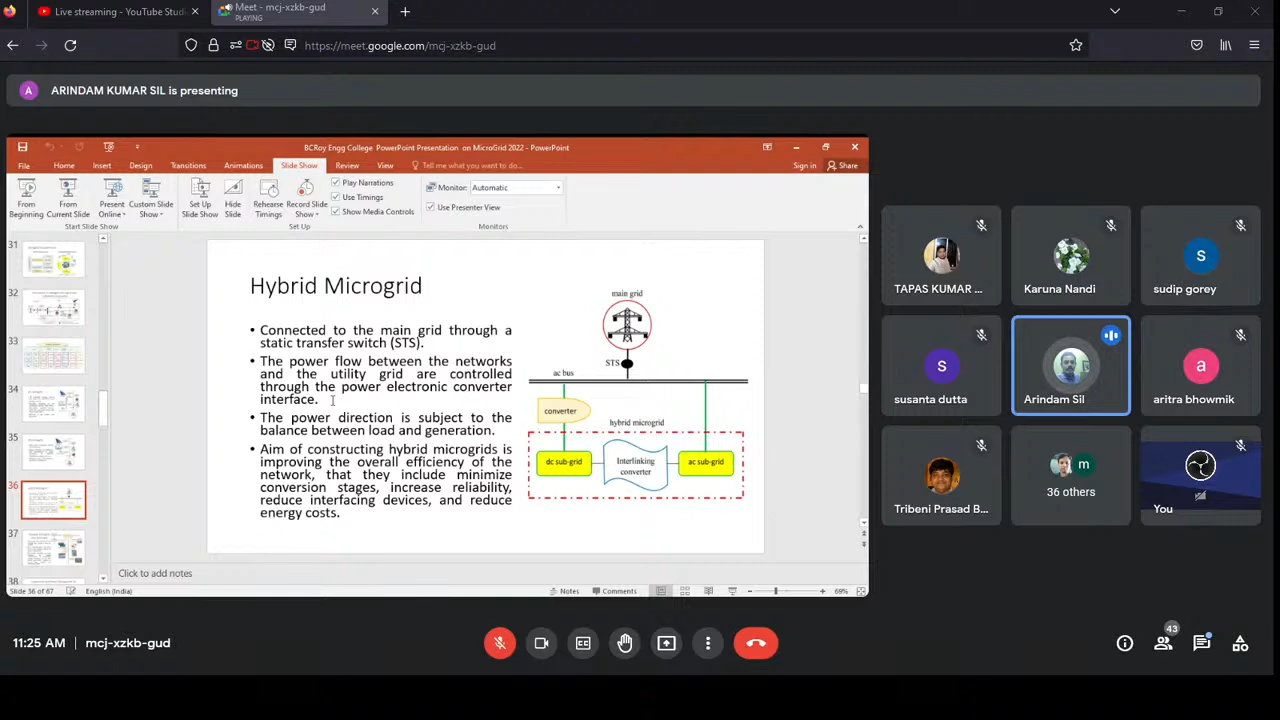 Live streaming - YouTube Stud
Meet - mcj-xzkb-gud
PLAYING
https://meet.google.com/mcj-xzkb-gud
A
ARINDAM KUMAR SIL is presenting
BCRoy Engg College PowerPoint Presentation on MicroGrid 2022 - PowerPoint
File Home Insert Design Transitions Animations Slide Show Review View Tell me what you want to do... Sign in Share
From Beginning
From Current Slide
Present Online
Custom Slide Show
Set Up Slide Show
Hide Slide
Rehearse Timings
Record Slide Show
Play Narrations
Use Timings
Show Media Controls
Monitor: Automatic
Use Presenter View
Start Slide Show
Set Up
Monitors
31
32
33
34
35
36
37
38
Hybrid Microgrid
• Connected to the main grid through a
static transfer switch (STS).
• The power flow between the networks
and the utility grid are controlled
through the power electronic converter
interface.
• The power direction is subject to the
balance between load and generation.
• Aim of constructing hybrid microgrids is
improving the overall efficiency of the
network, that they include minimize
conversion stages, increase reliability,
reduce interfacing devices, and reduce
energy costs.
main grid
STS
ac bus
converter
hybrid microgrid
dc sub-grid
Interlinking
converter
ac sub-grid
Click to add notes
Slide 36 of 67
English (India)
Notes
Comments
69%
TAPAS KUMAR ...
Karuna Nandi
s
sudip gorey
s
susanta dutta
Arindam Sil
a
aritra bhowmik
Tribeni Prasad B...
m
36 others
You
11:25 AM | mcj-xzkb-gud
43